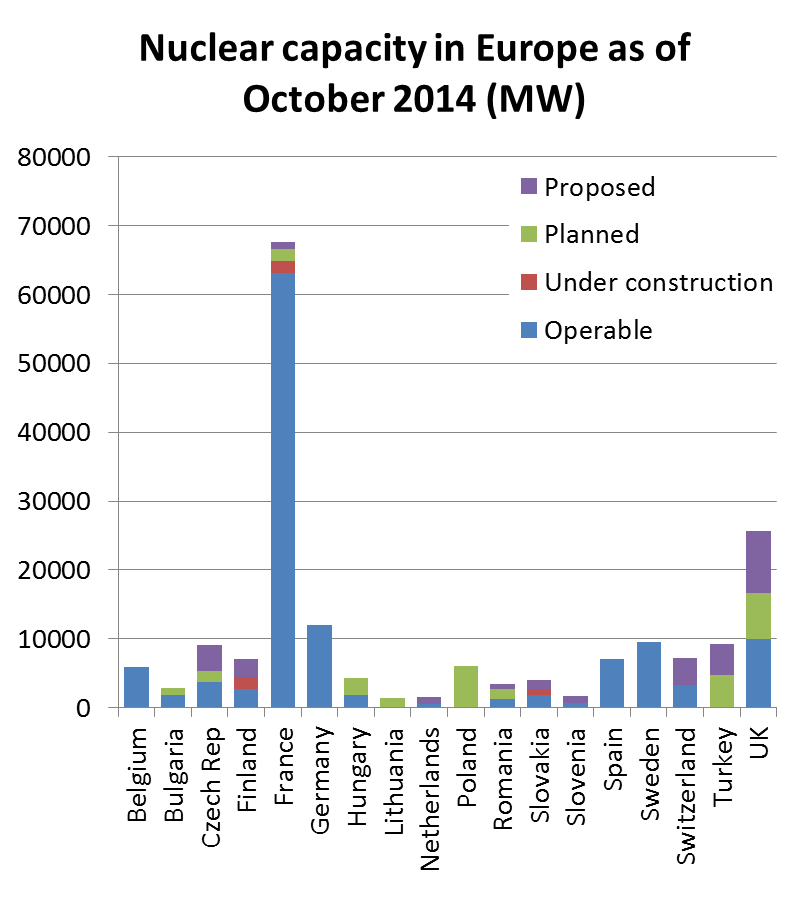 Nuclear capacity in Europe as of
October 2014 (MW)
80000
70000
60000
50000
40000
30000
20000
10000
0
Proposed
Planned
Under construction
Operable
Belgium
Bulgaria
Czech Rep
Finland
France
Germany
Hungary
Lithuania
Netherlands
Poland
Romania
Slovakia
Slovenia
Spain
Sweden
Switzerland
Turkey
UK